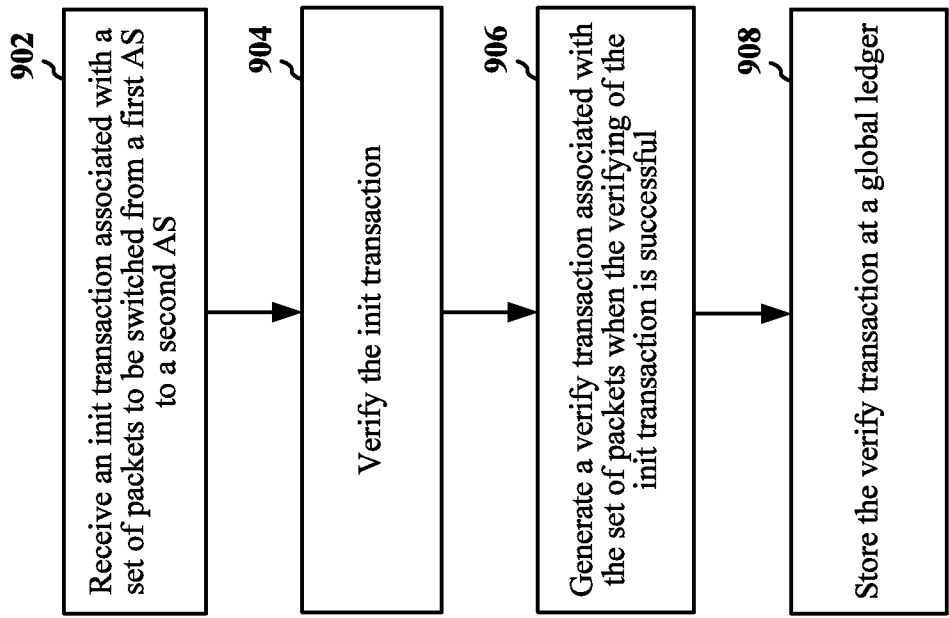 902
Receive an init transaction associated with a
set of packets to be switched from a first AS
to a second AS
904
Verify the init transaction
906
Generate a verify transaction associated with
the set of packets when the verifying of the
init transaction is successful
908
Store the verify transaction at a global ledger